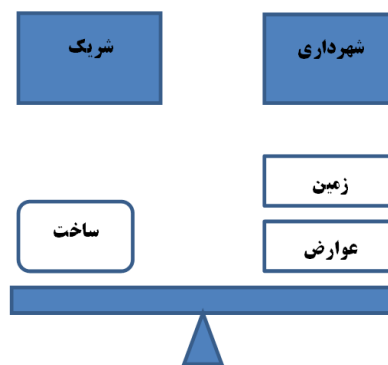 شهرداری
شریک
زمین
ساخت
عوارض